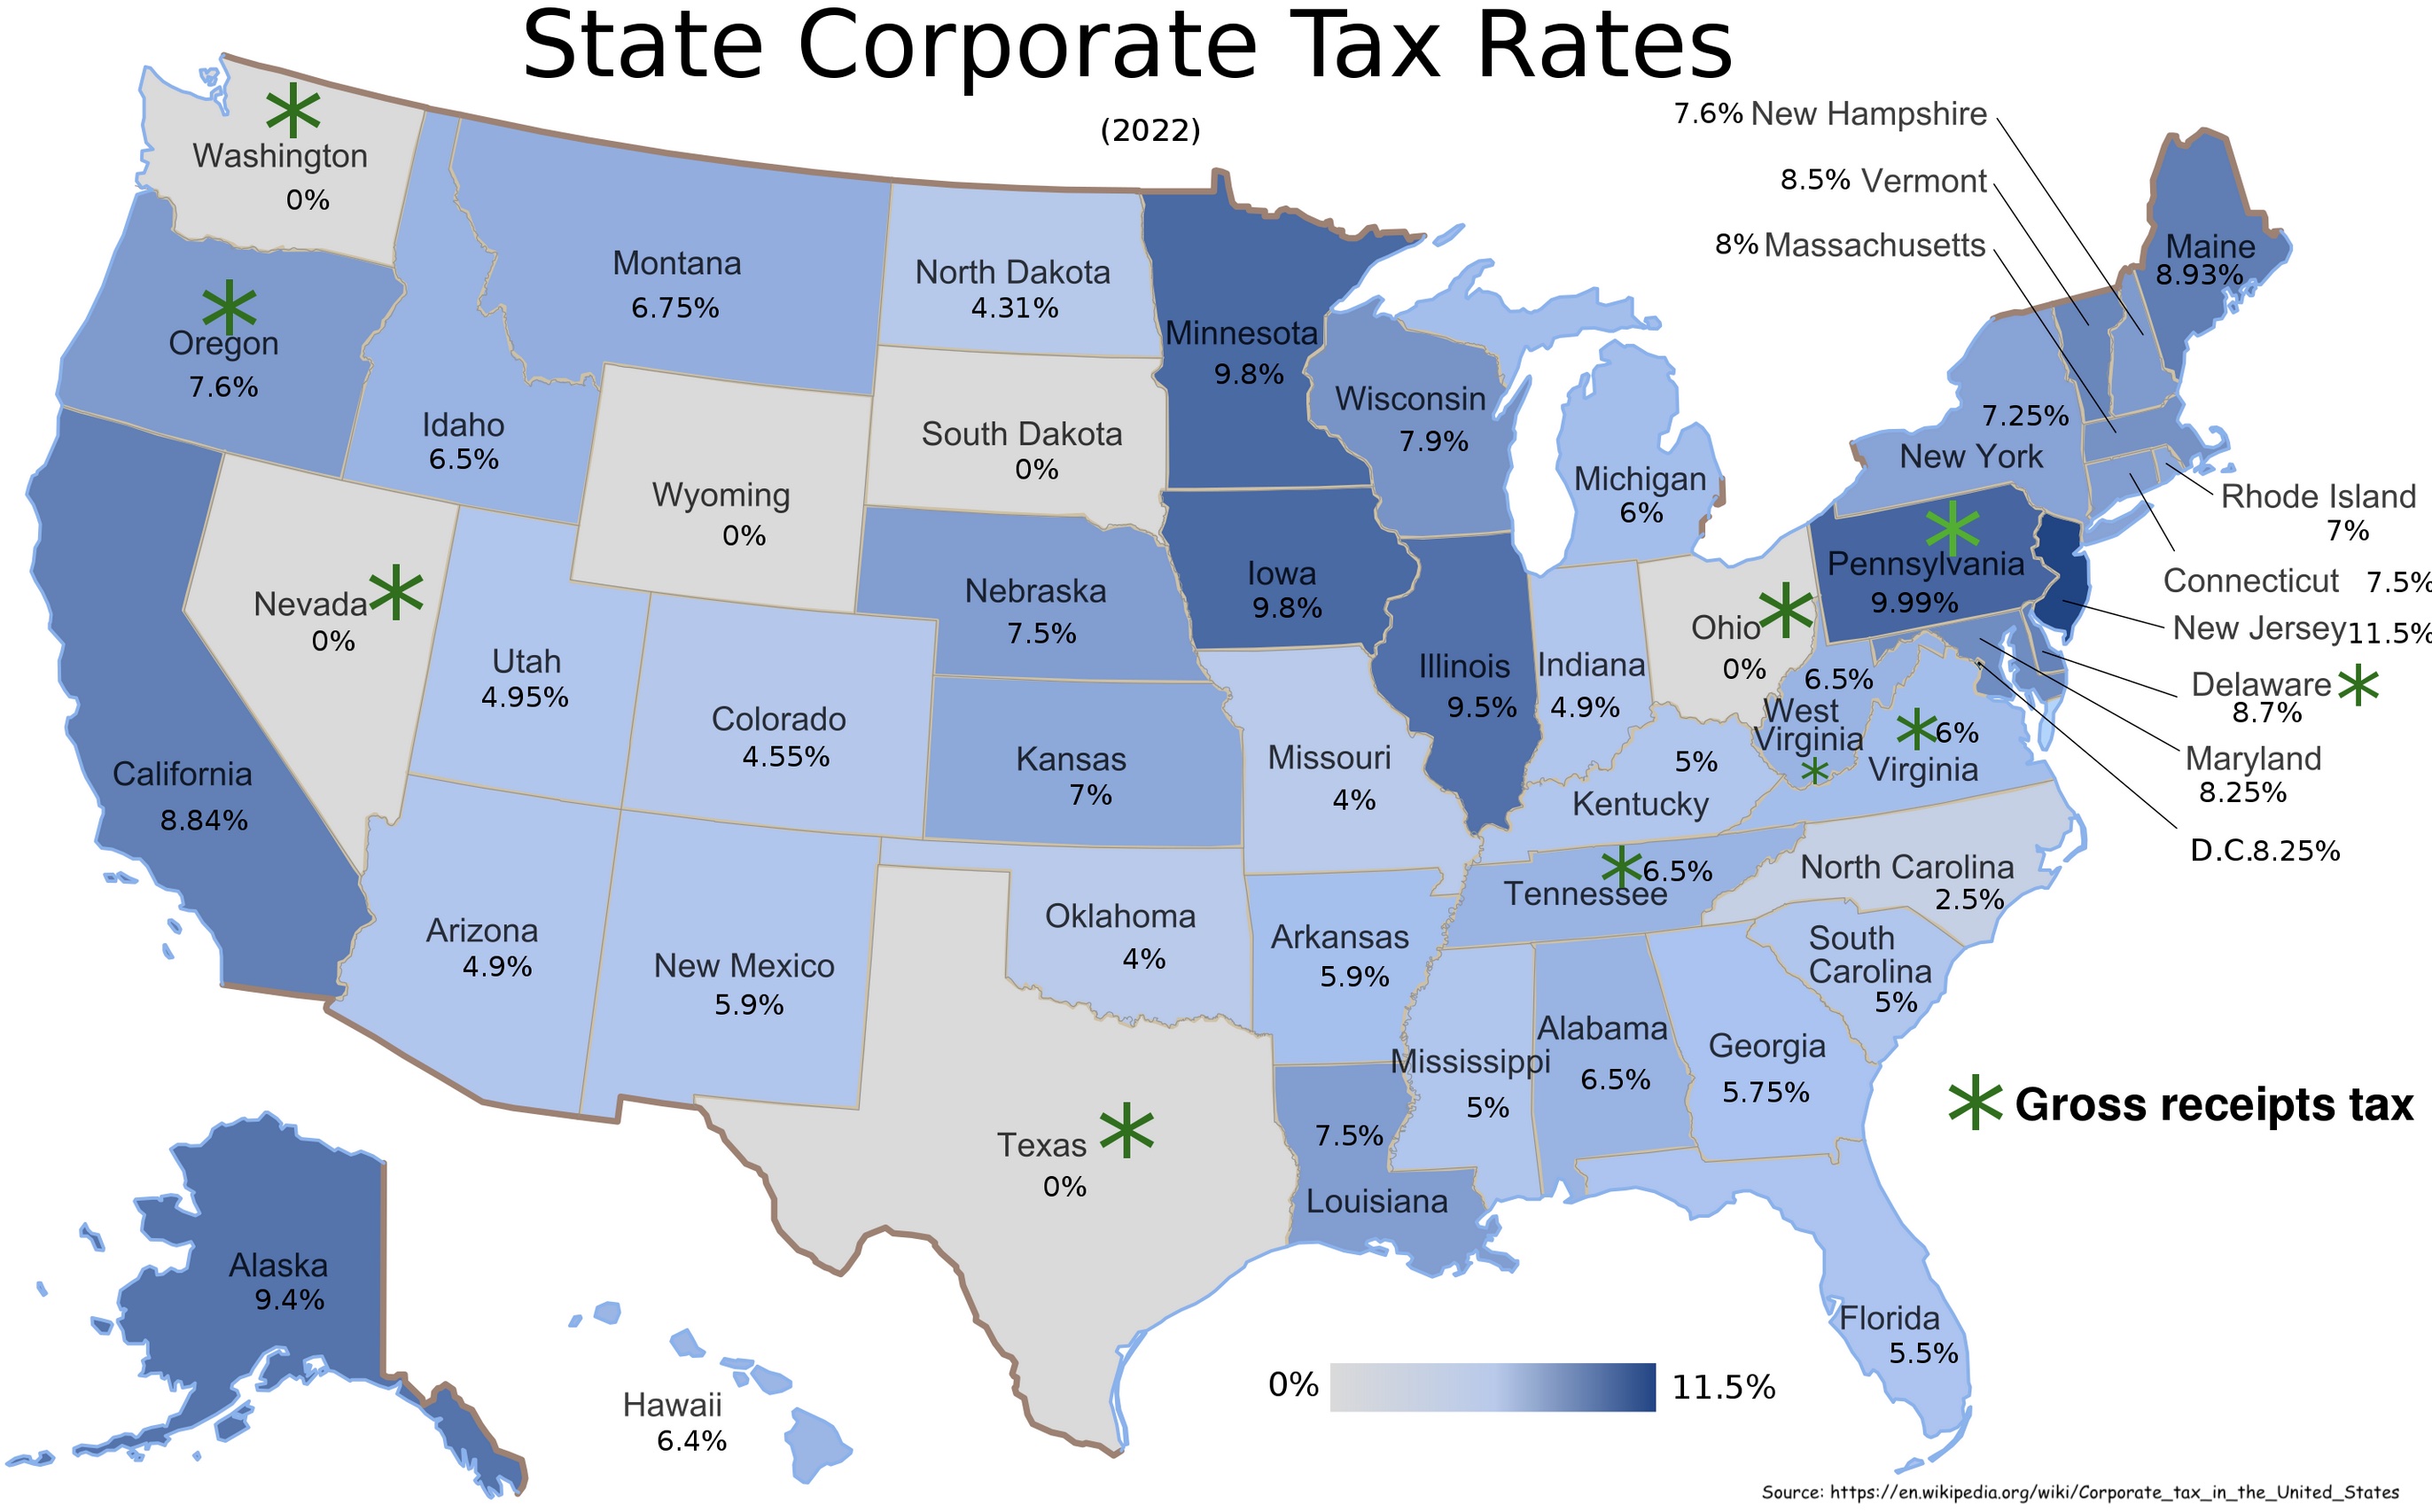 State Corporate Tax Rates
(2022)
7.6% New Hampshire
8.5% Vermont
8% Massachusetts
Maine
8.93%
Washington
0%
Oregon
7.6%
Idaho
6.5%
Montana
6.75%
North Dakota
4.31%
Minnesota
9.8%
South Dakota
0%
Wyoming
0%
Wisconsin
7.9%
Michigan
6%
7.25%
New York
Rhode Island
7%
Connecticut 7.5%
New Jersey 11.5%
Delaware
8.7%
Maryland
8.25%
D.C. 8.25%
Pennsylvania
9.99%
Ohio
0%
Nevada
0%
Utah
4.95%
Colorado
4.55%
Nebraska
7.5%
Iowa
9.8%
Illinois
9.5%
Indiana
4.9%
6.5%
West
Virginia
6%
Virginia
California
8.84%
Kansas
7%
Missouri
4%
5%
Kentucky
6.5%
Tennessee
North Carolina
2.5%
Arizona
4.9%
New Mexico
5.9%
Oklahoma
4%
Arkansas
5.9%
South
Carolina
5%
Mississippi
5%
Alabama
6.5%
Georgia
5.75%
Texas
0%
7.5%
Louisiana
Gross receipts tax
Alaska
9.4%
Hawaii
6.4%
Florida
5.5%
0% 11.5%
Source: https://en.wikipedia.org/wiki/Corporate_tax_in_the_United_States